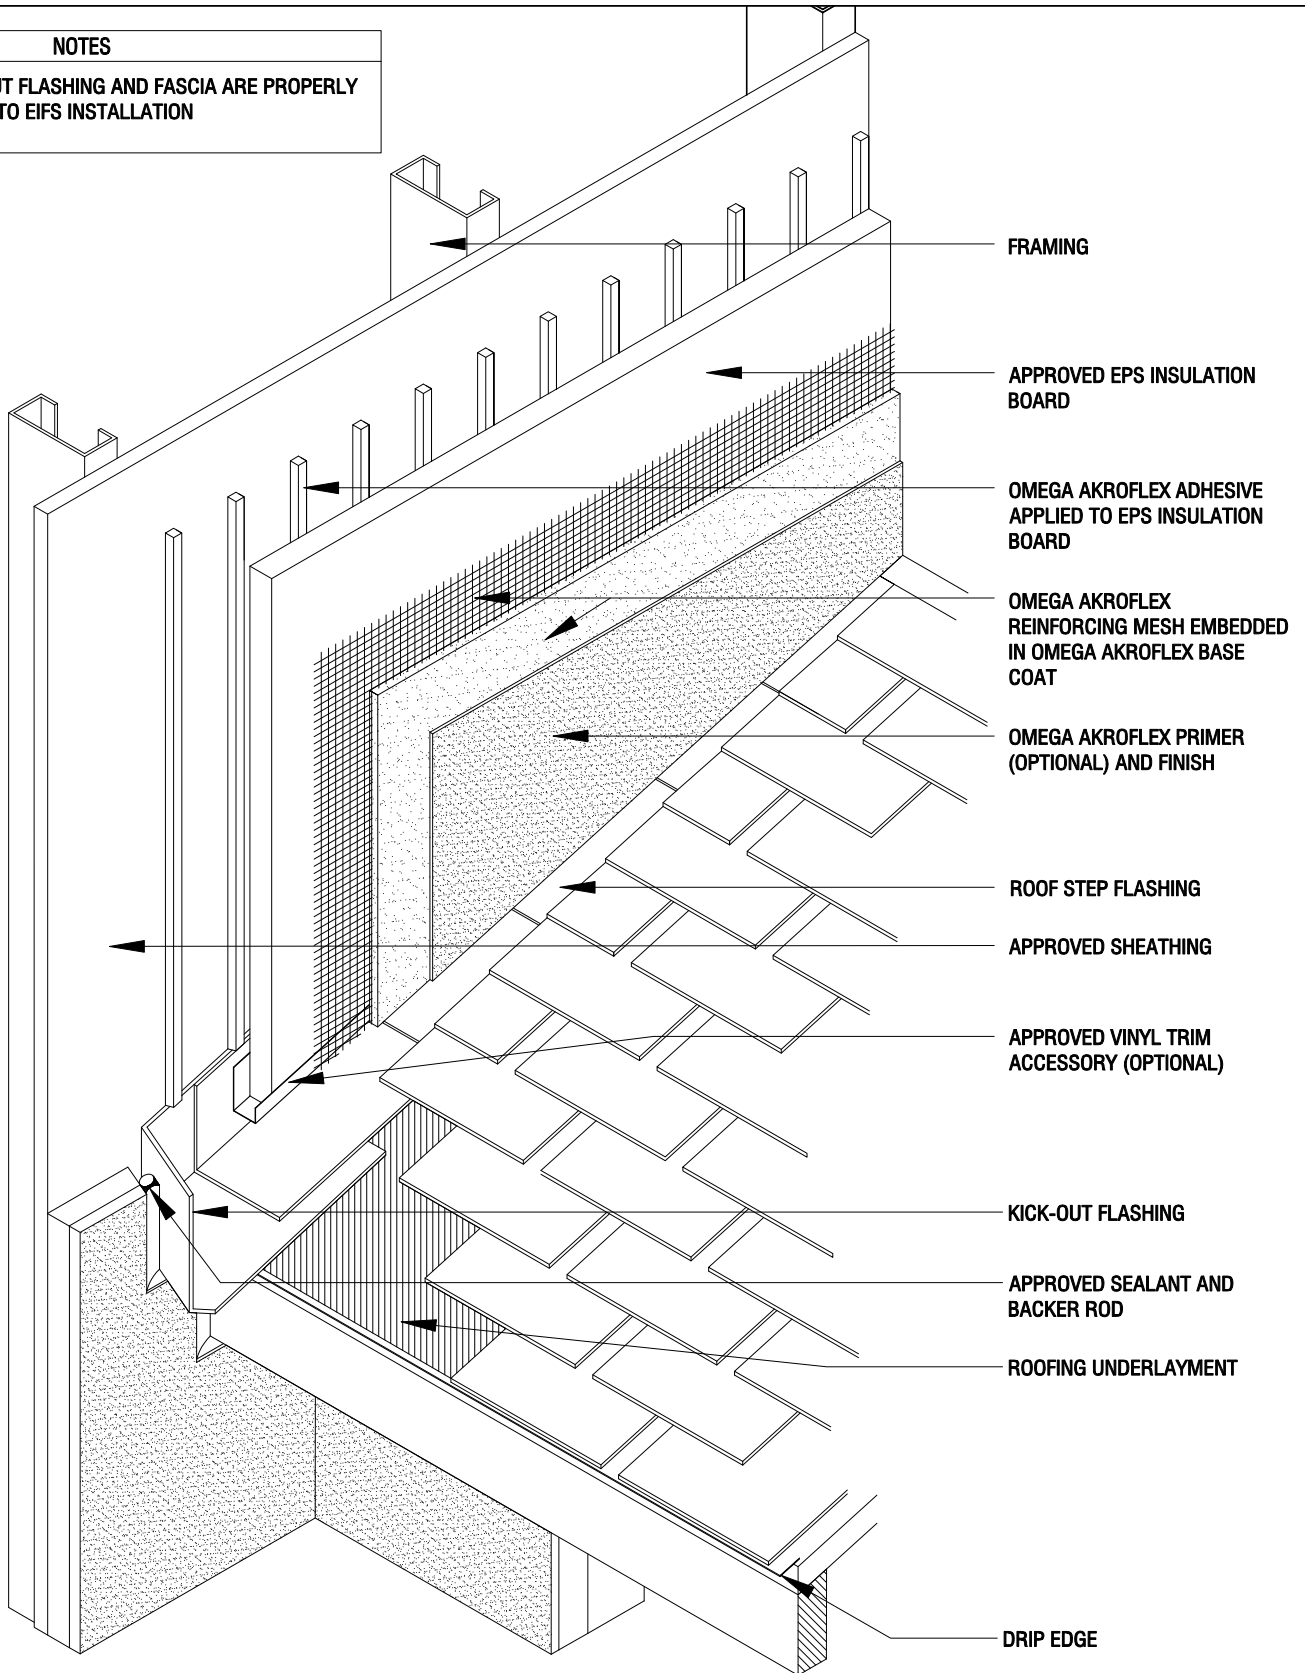 NOTES
FLASHING AND FASCIA ARE PROPERLY
TO EIFS INSTALLATION
FRAMING
APPROVED EPS INSULATION
BOARD
OMEGA AKROFLEX ADHESIVE
APPLIED TO EPS INSULATION
BOARD
OMEGA AKROFLEX
REINFORCING MESH EMBEDDED
IN OMEGA AKROFLEX BASE
COAT
OMEGA AKROFLEX PRIMER
(OPTIONAL) AND FINISH
ROOF STEP FLASHING
APPROVED SHEATHING
APPROVED VINYL TRIM
ACCESSORY (OPTIONAL)
KICK-OUT FLASHING
APPROVED SEALANT AND
BACKER ROD
ROOFING UNDERLAYMENT
DRIP EDGE